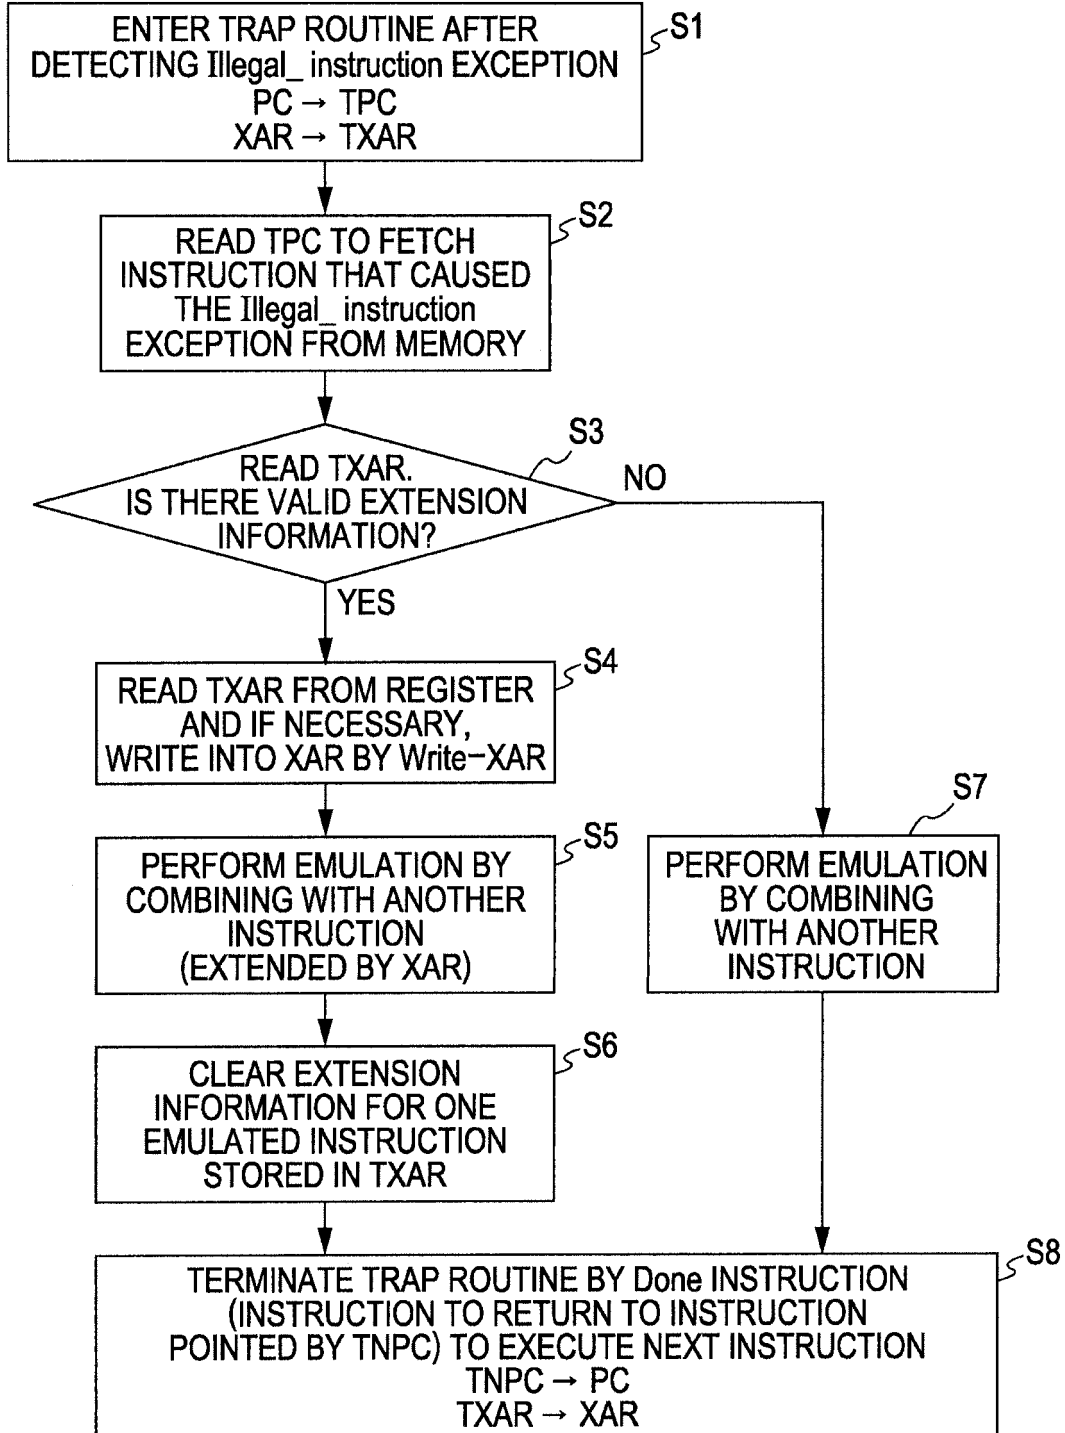 ENTER TRAP ROUTINE AFTER
DETECTING Illegal_ instruction EXCEPTION
PC → TPC
XAR → TXAR
S1
READ TPC TO FETCH
INSTRUCTION THAT CAUSED
THE Illegal_ instruction
EXCEPTION FROM MEMORY
S2
READ TXAR.
IS THERE VALID EXTENSION
INFORMATION?
S3
NO
YES
READ TXAR FROM REGISTER
AND IF NECESSARY,
WRITE INTO XAR BY Write-XAR
S4
PERFORM EMULATION BY
COMBINING WITH ANOTHER
INSTRUCTION
(EXTENDED BY XAR)
S5
PERFORM EMULATION
BY COMBINING
WITH ANOTHER
INSTRUCTION
S7
CLEAR EXTENSION
INFORMATION FOR ONE
EMULATED INSTRUCTION
STORED IN TXAR
S6
TERMINATE TRAP ROUTINE BY Done INSTRUCTION
(INSTRUCTION TO RETURN TO INSTRUCTION
POINTED BY TNPC) TO EXECUTE NEXT INSTRUCTION
TNPC → PC
TXAR → XAR
S8